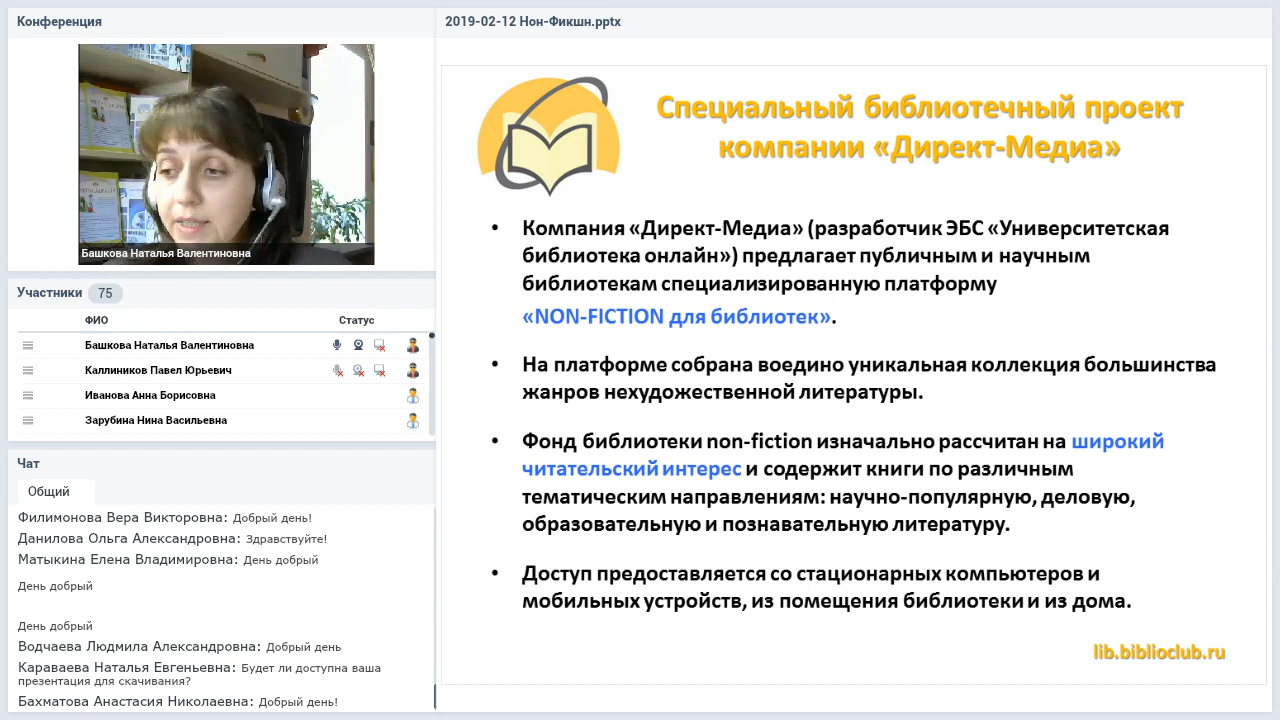 Конференция
Башкова Наталья Валентиновна
Участники 75
ФИО Статус
Башкова Наталья Валентиновна
Каллиников Павел Юрьевич
Иванова Анна Борисовна
Зарубина Нина Васильевна
Чат
Общий
Филимонова Вера Викторовна: Добрый день!
Данилова Ольга Александровна: Здравствуйте!
Матыкина Елена Владимировна: День добрый
День добрый
День добрый
Водчаева Людмила Александровна: Добрый день
Караваева Наталья Евгеньевна: Будет ли доступна ваша
презентация для скачивания?
Бахматова Анастасия Николаевна: Добрый день!
2019-02-12 Нон-Фикшн.pptx
Специальный библиотечный проект
компании «Директ-Медиа»
• Компания «Директ-Медиа» (разработчик ЭБС «Университетская
библиотека онлайн») предлагает публичным и научным
библиотекам специализированную платформу
«NON-FICTION для библиотек».
• На платформе собрана воедино уникальная коллекция большинства
жанров нехудожественной литературы.
• Фонд библиотеки non-fiction изначально рассчитан на широкий
читательский интерес и содержит книги по различным
тематическим направлениям: научно-популярную, деловую,
образовательную и познавательную литературу.
• Доступ предоставляется со стационарных компьютеров и
мобильных устройств, из помещения библиотеки и из дома.
lib.biblioclub.ru